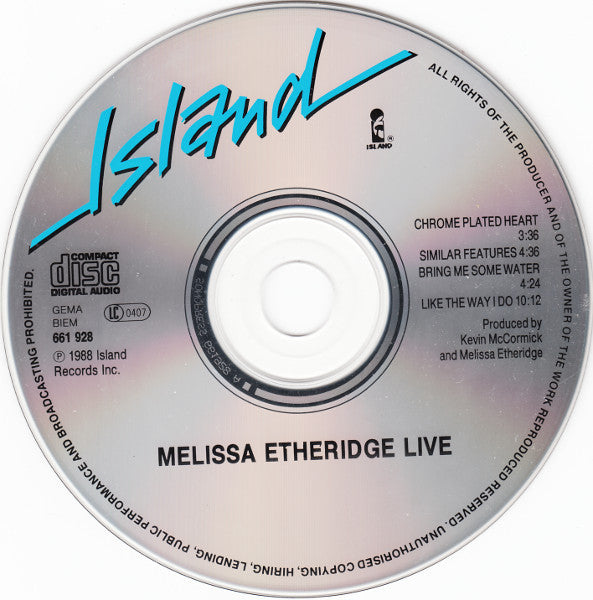 Island
ISLAND ®
ALL RIGHTS OF THE PRODUCER AND OF THE OWNER OF THE WORK REPRODUCED RESERVED. UNAUTHORISED COPYING, HIRING, LENDING, PUBLIC PERFORMANCE AND BROADCASTING PROHIBITED.
CHROME PLATED HEART
3:36
SIMILAR FEATURES 4:36
BRING ME SOME WATER
4:24
LIKE THE WAY I DO 10:12
Produced by
Kevin McCormick
and Melissa Etheridge
COMPACT
disc
DIGITAL AUDIO
GEMA
BIEM
LC 0407
661 928
℗ 1988 Island
Records Inc.
MELISSA ETHERIDGE LIVE